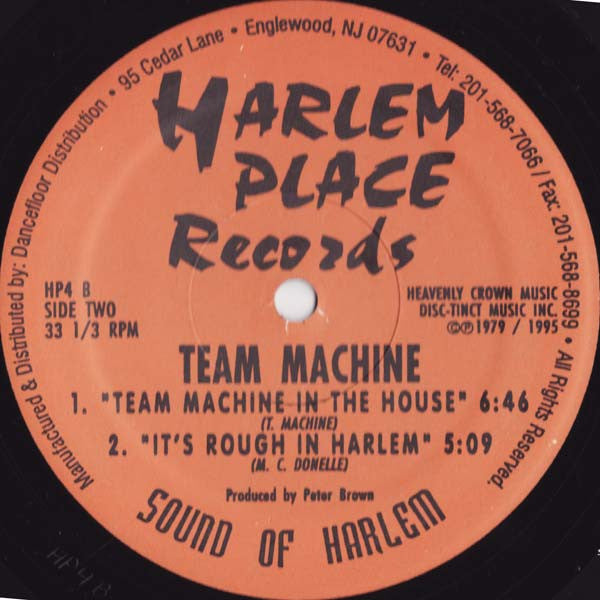 Manufactured & Distributed by: Dancefloor Distribution • 95 Cedar Lane • Englewood, NJ 07631 • Tel: 201-568-7066 / Fax: 201-568-8699 • All Rights Reserved.
HARLEM
PLACE
Records
HP4 B
SIDE TWO
33 1/3 RPM
HEAVENLY CROWN MUSIC
DISC-TINCT MUSIC INC.
©℗1979 / 1995
TEAM MACHINE
1. "TEAM MACHINE IN THE HOUSE" 6:46
(T. MACHINE)
2. "IT'S ROUGH IN HARLEM" 5:09
(M. C. DONELLE)
Produced by Peter Brown
SOUND OF HARLEM
HP4B